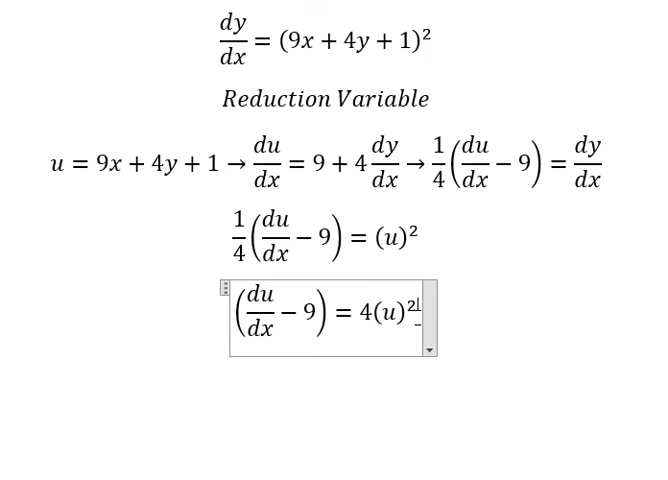 dy/dx = (9x + 4y + 1)²
Reduction Variable
u = 9x + 4y + 1 → du/dx = 9 + 4 dy/dx → 1/4 (du/dx − 9) = dy/dx
1/4 (du/dx − 9) = (u)²
(du/dx − 9) = 4(u)²